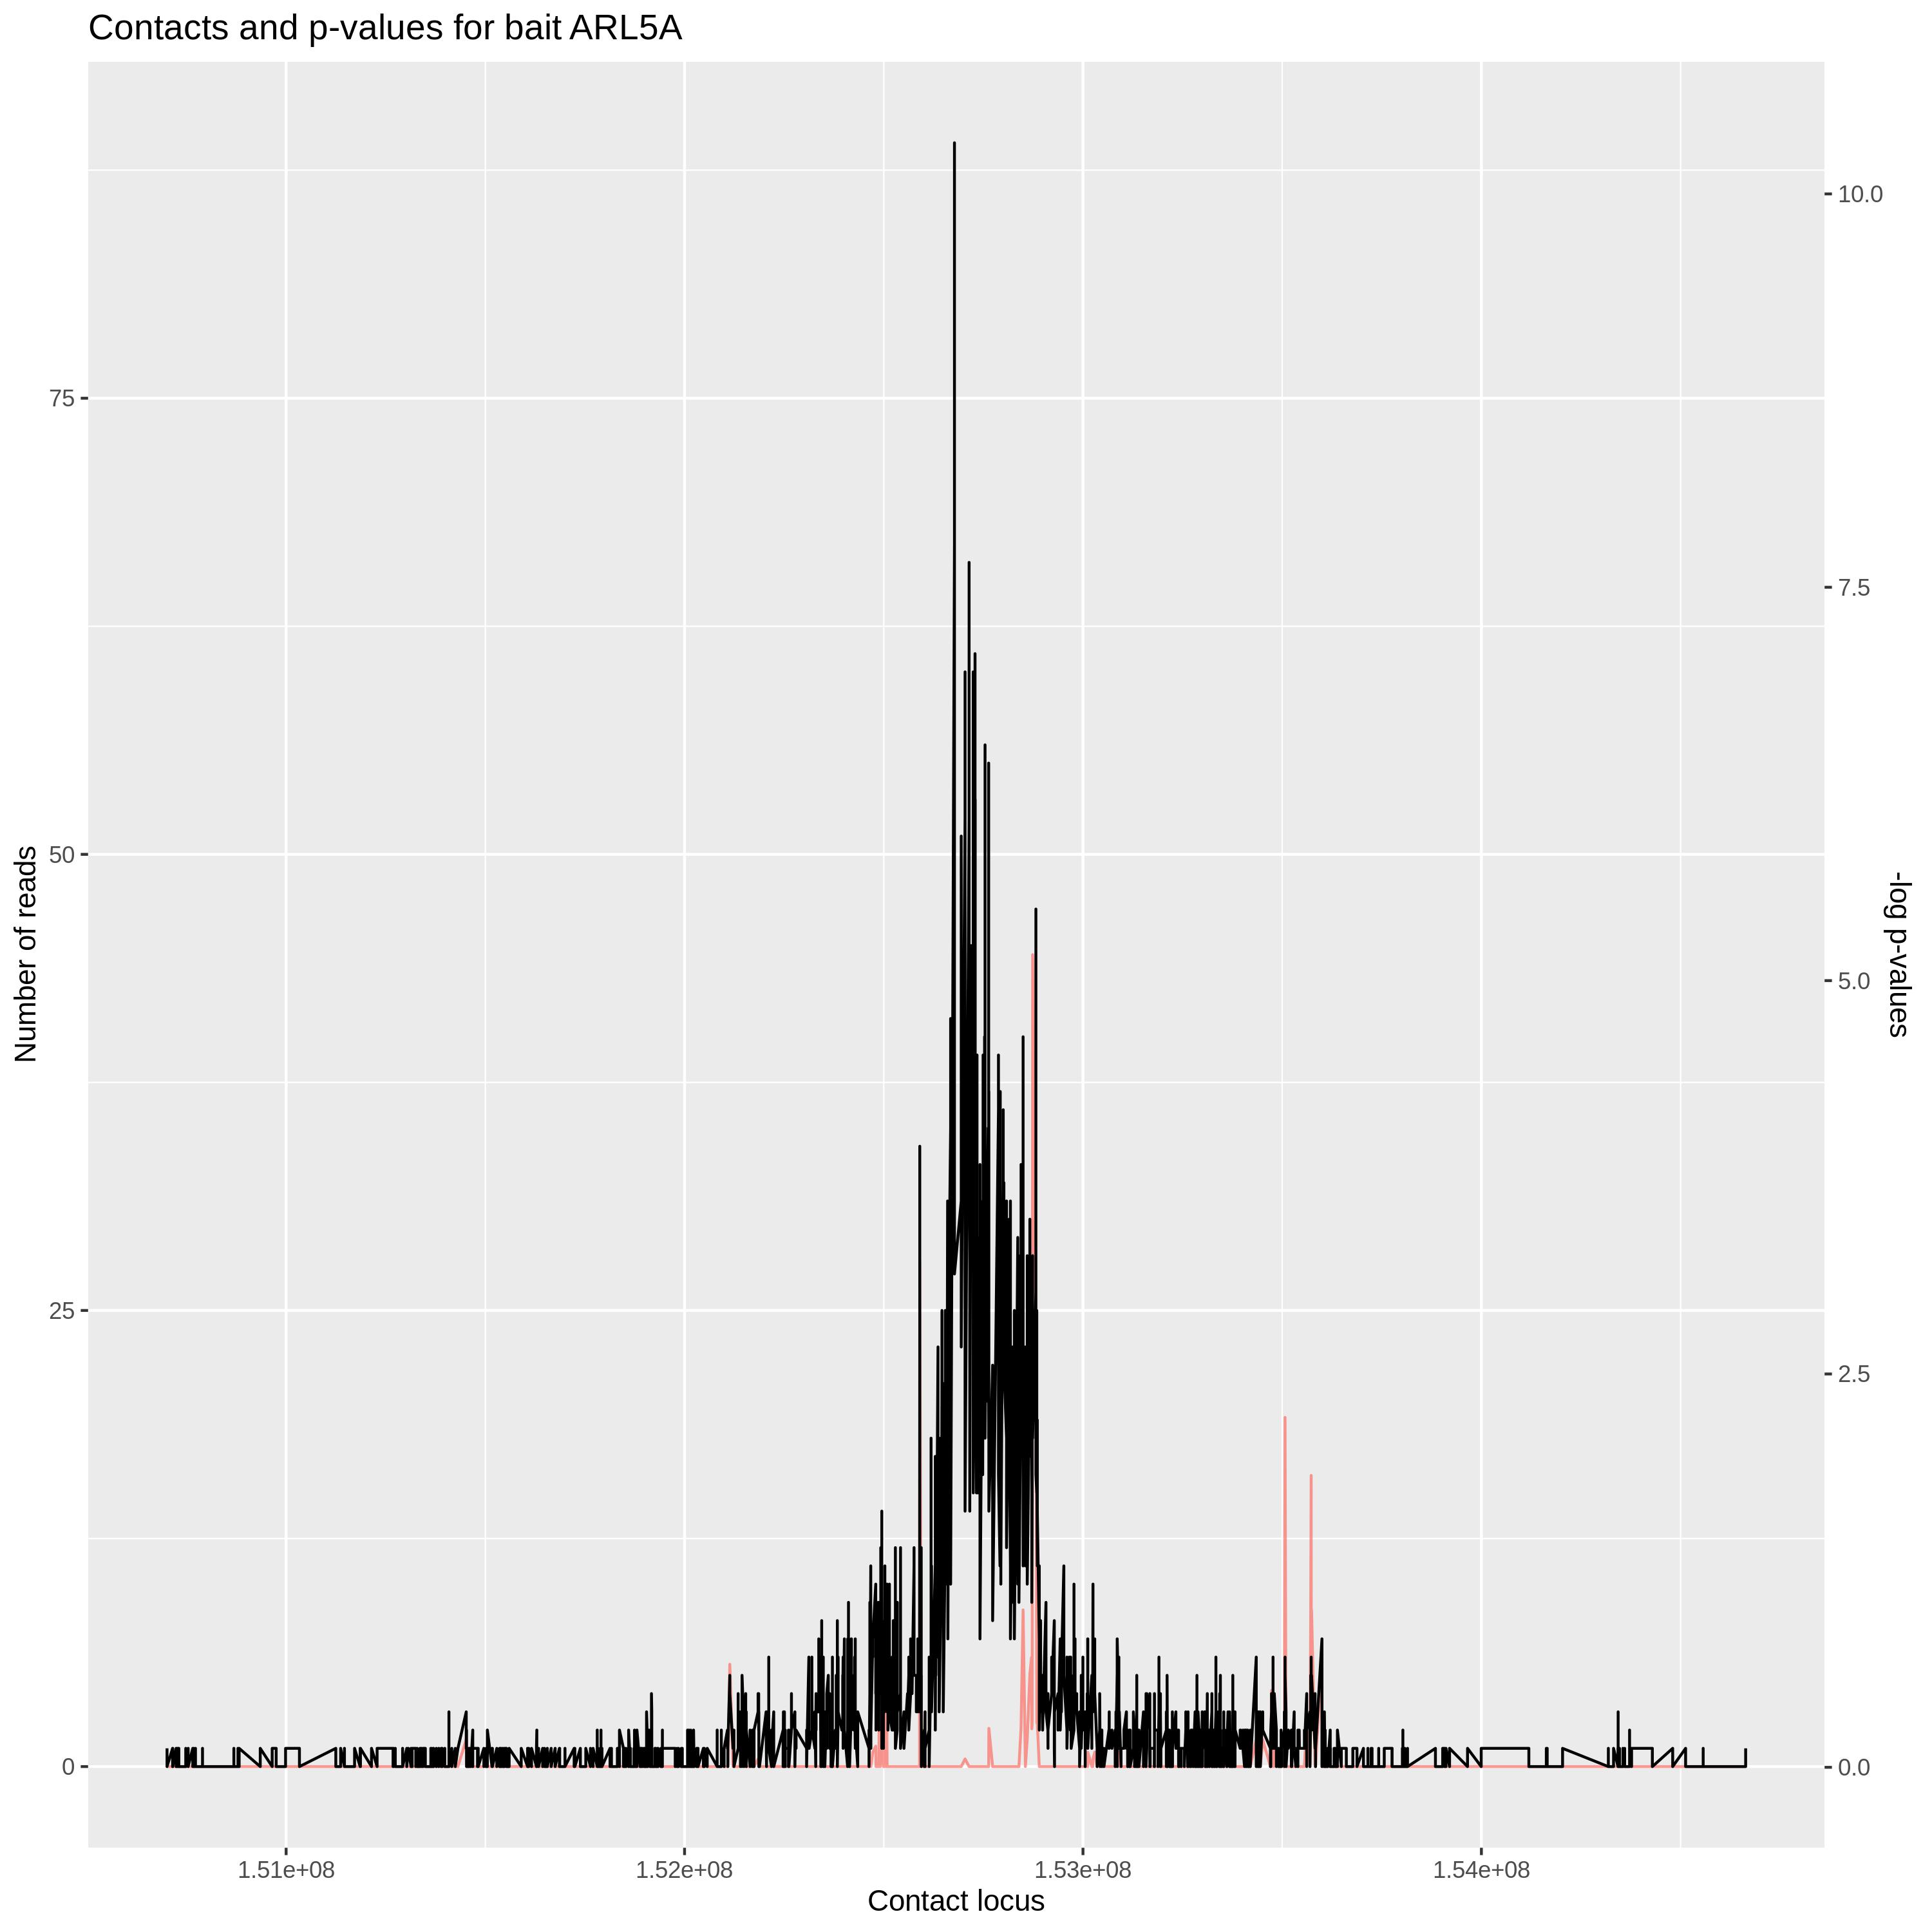 Contacts and p-values for bait ARL5A
75
50
25
0
Number of reads
10.0
7.5
5.0
2.5
0.0
-log p-values
1.51e+08
1.52e+08
1.53e+08
1.54e+08
Contact locus